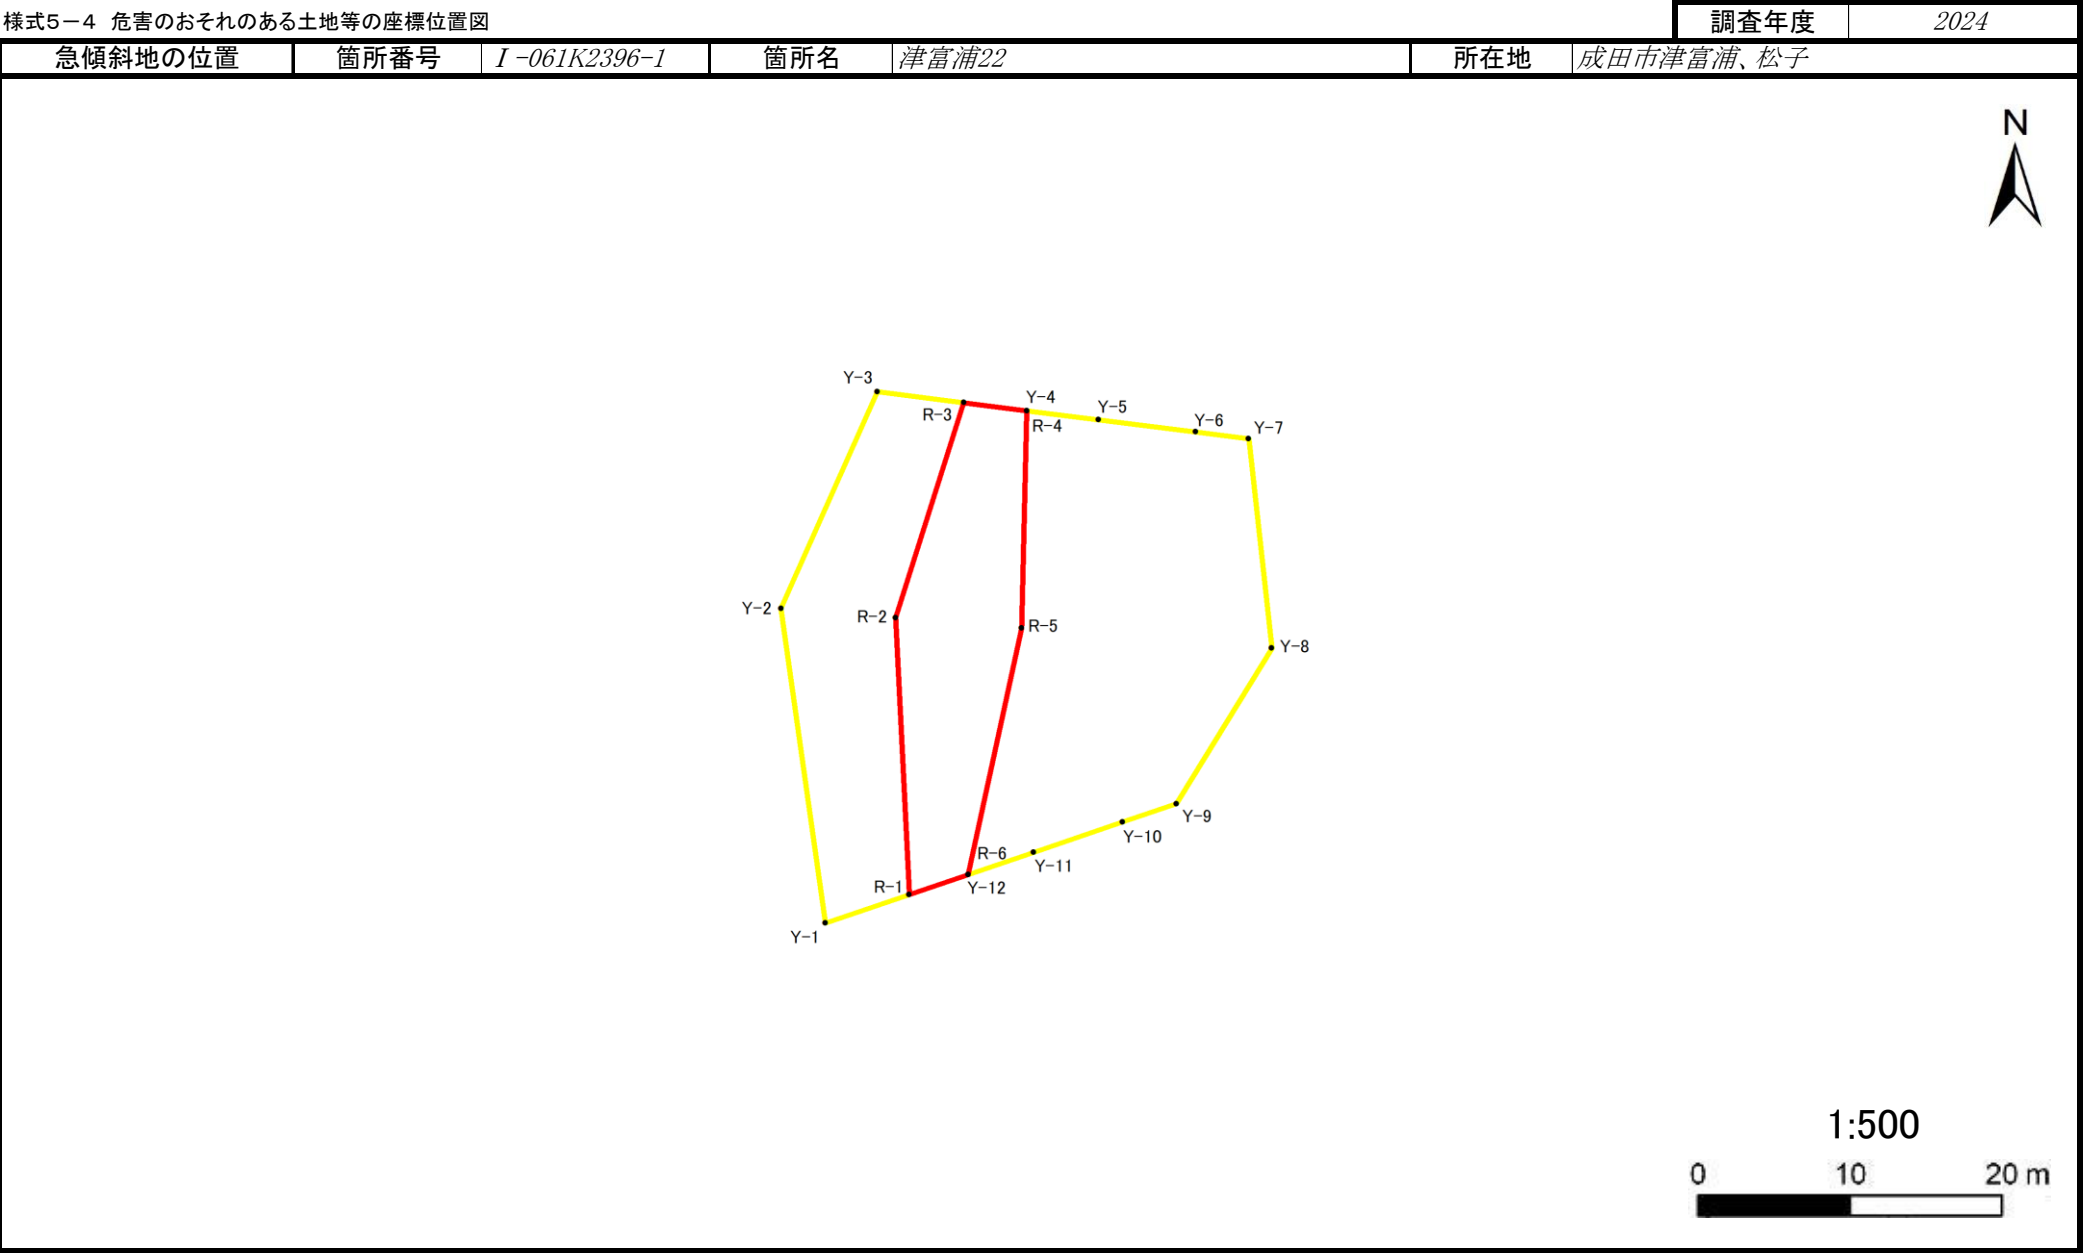 様式5-4 危害のおそれのある土地等の座標位置図
調査年度 2024
急傾斜地の位置 箇所番号 Ⅰ-061K2396-1 箇所名 津富浦22 所在地 成田市津富浦、松子
N
Y-3
R-3
Y-4
R-4
Y-5
Y-6
Y-7
Y-2
R-2
R-5
Y-8
Y-9
Y-10
R-6
Y-11
R-1
Y-12
Y-1
1:500
0 10 20 m